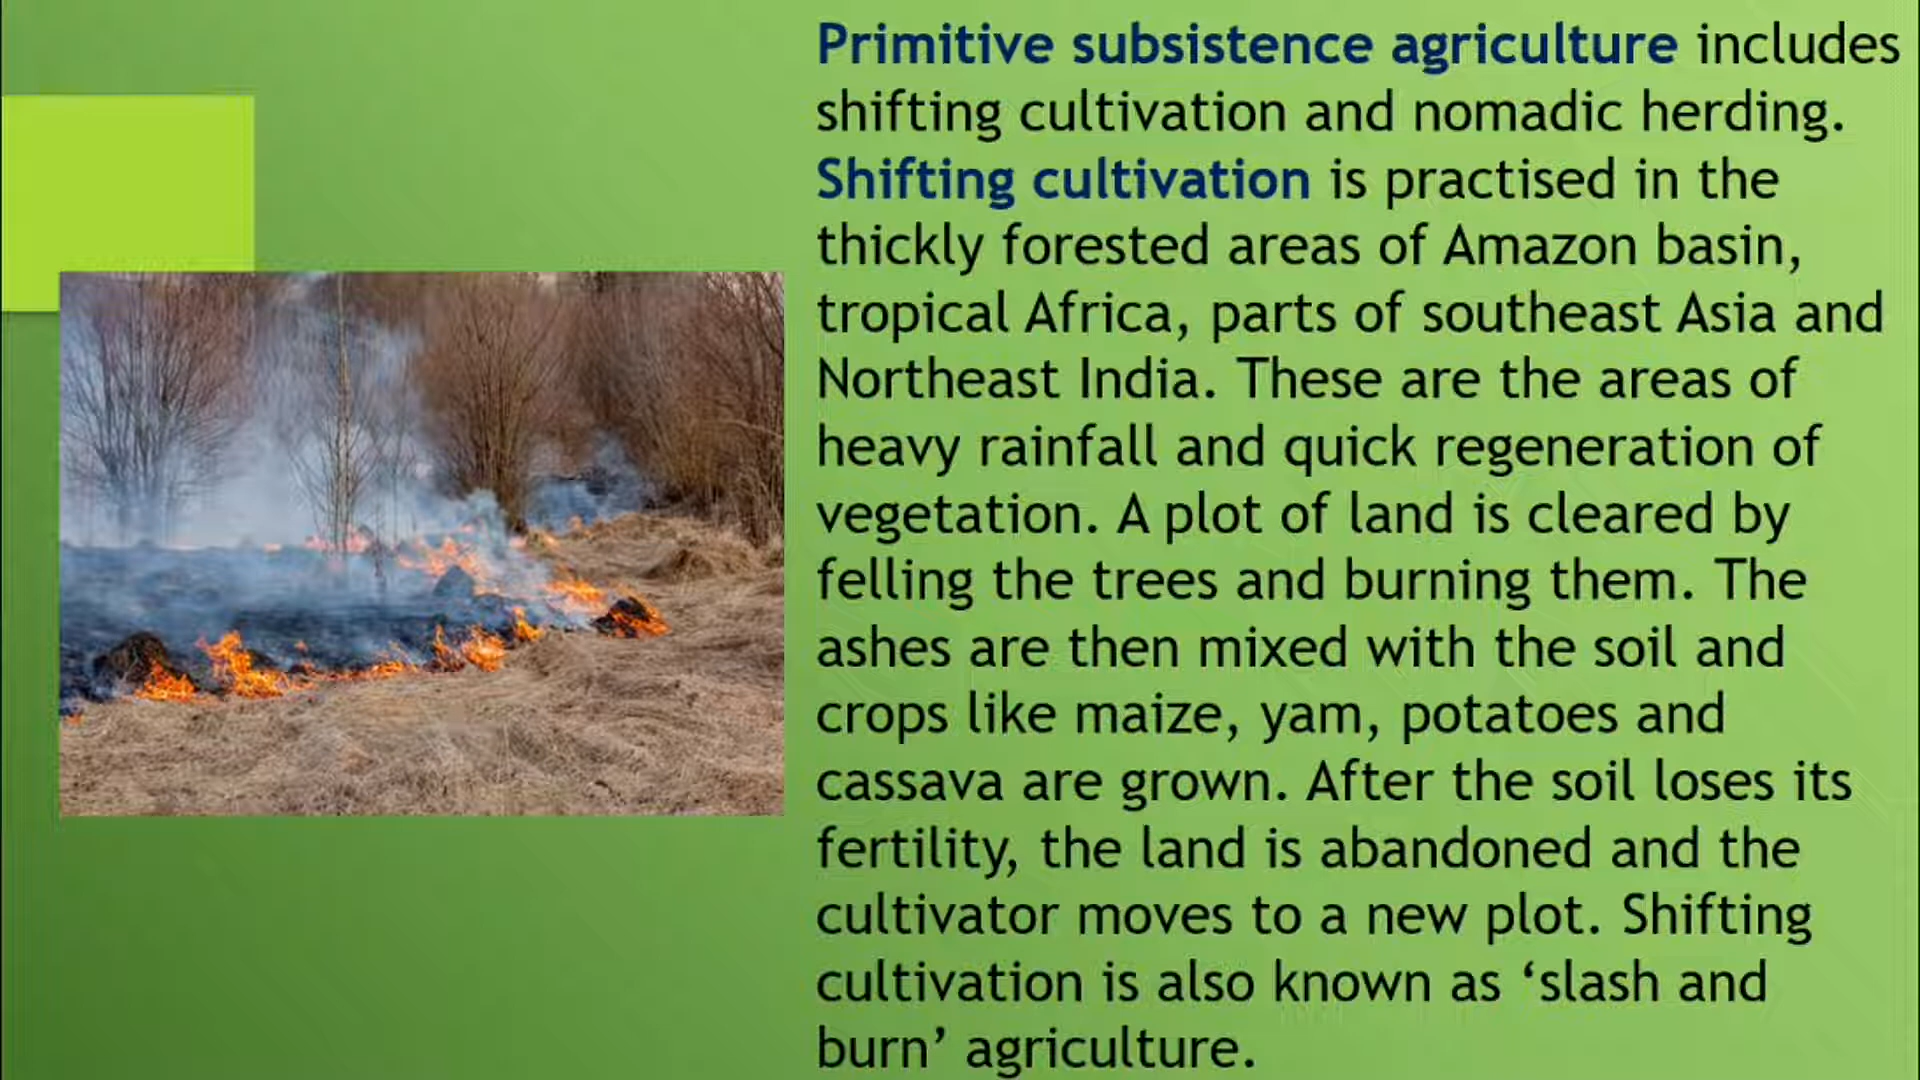 Primitive subsistence agriculture includes
shifting cultivation and nomadic herding.
Shifting cultivation is practised in the
thickly forested areas of Amazon basin,
tropical Africa, parts of southeast Asia and
Northeast India. These are the areas of
heavy rainfall and quick regeneration of
vegetation. A plot of land is cleared by
felling the trees and burning them. The
ashes are then mixed with the soil and
crops like maize, yam, potatoes and
cassava are grown. After the soil loses its
fertility, the land is abandoned and the
cultivator moves to a new plot. Shifting
cultivation is also known as ‘slash and
burn’ agriculture.